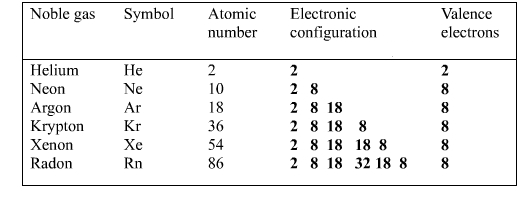 Noble gas Symbol Atomic number Electronic configuration Valence electrons
Helium He 2 2 2
Neon Ne 10 2 8 8
Argon Ar 18 2 8 18 8
Krypton Kr 36 2 8 18 8 8
Xenon Xe 54 2 8 18 18 8 8
Radon Rn 86 2 8 18 32 18 8 8